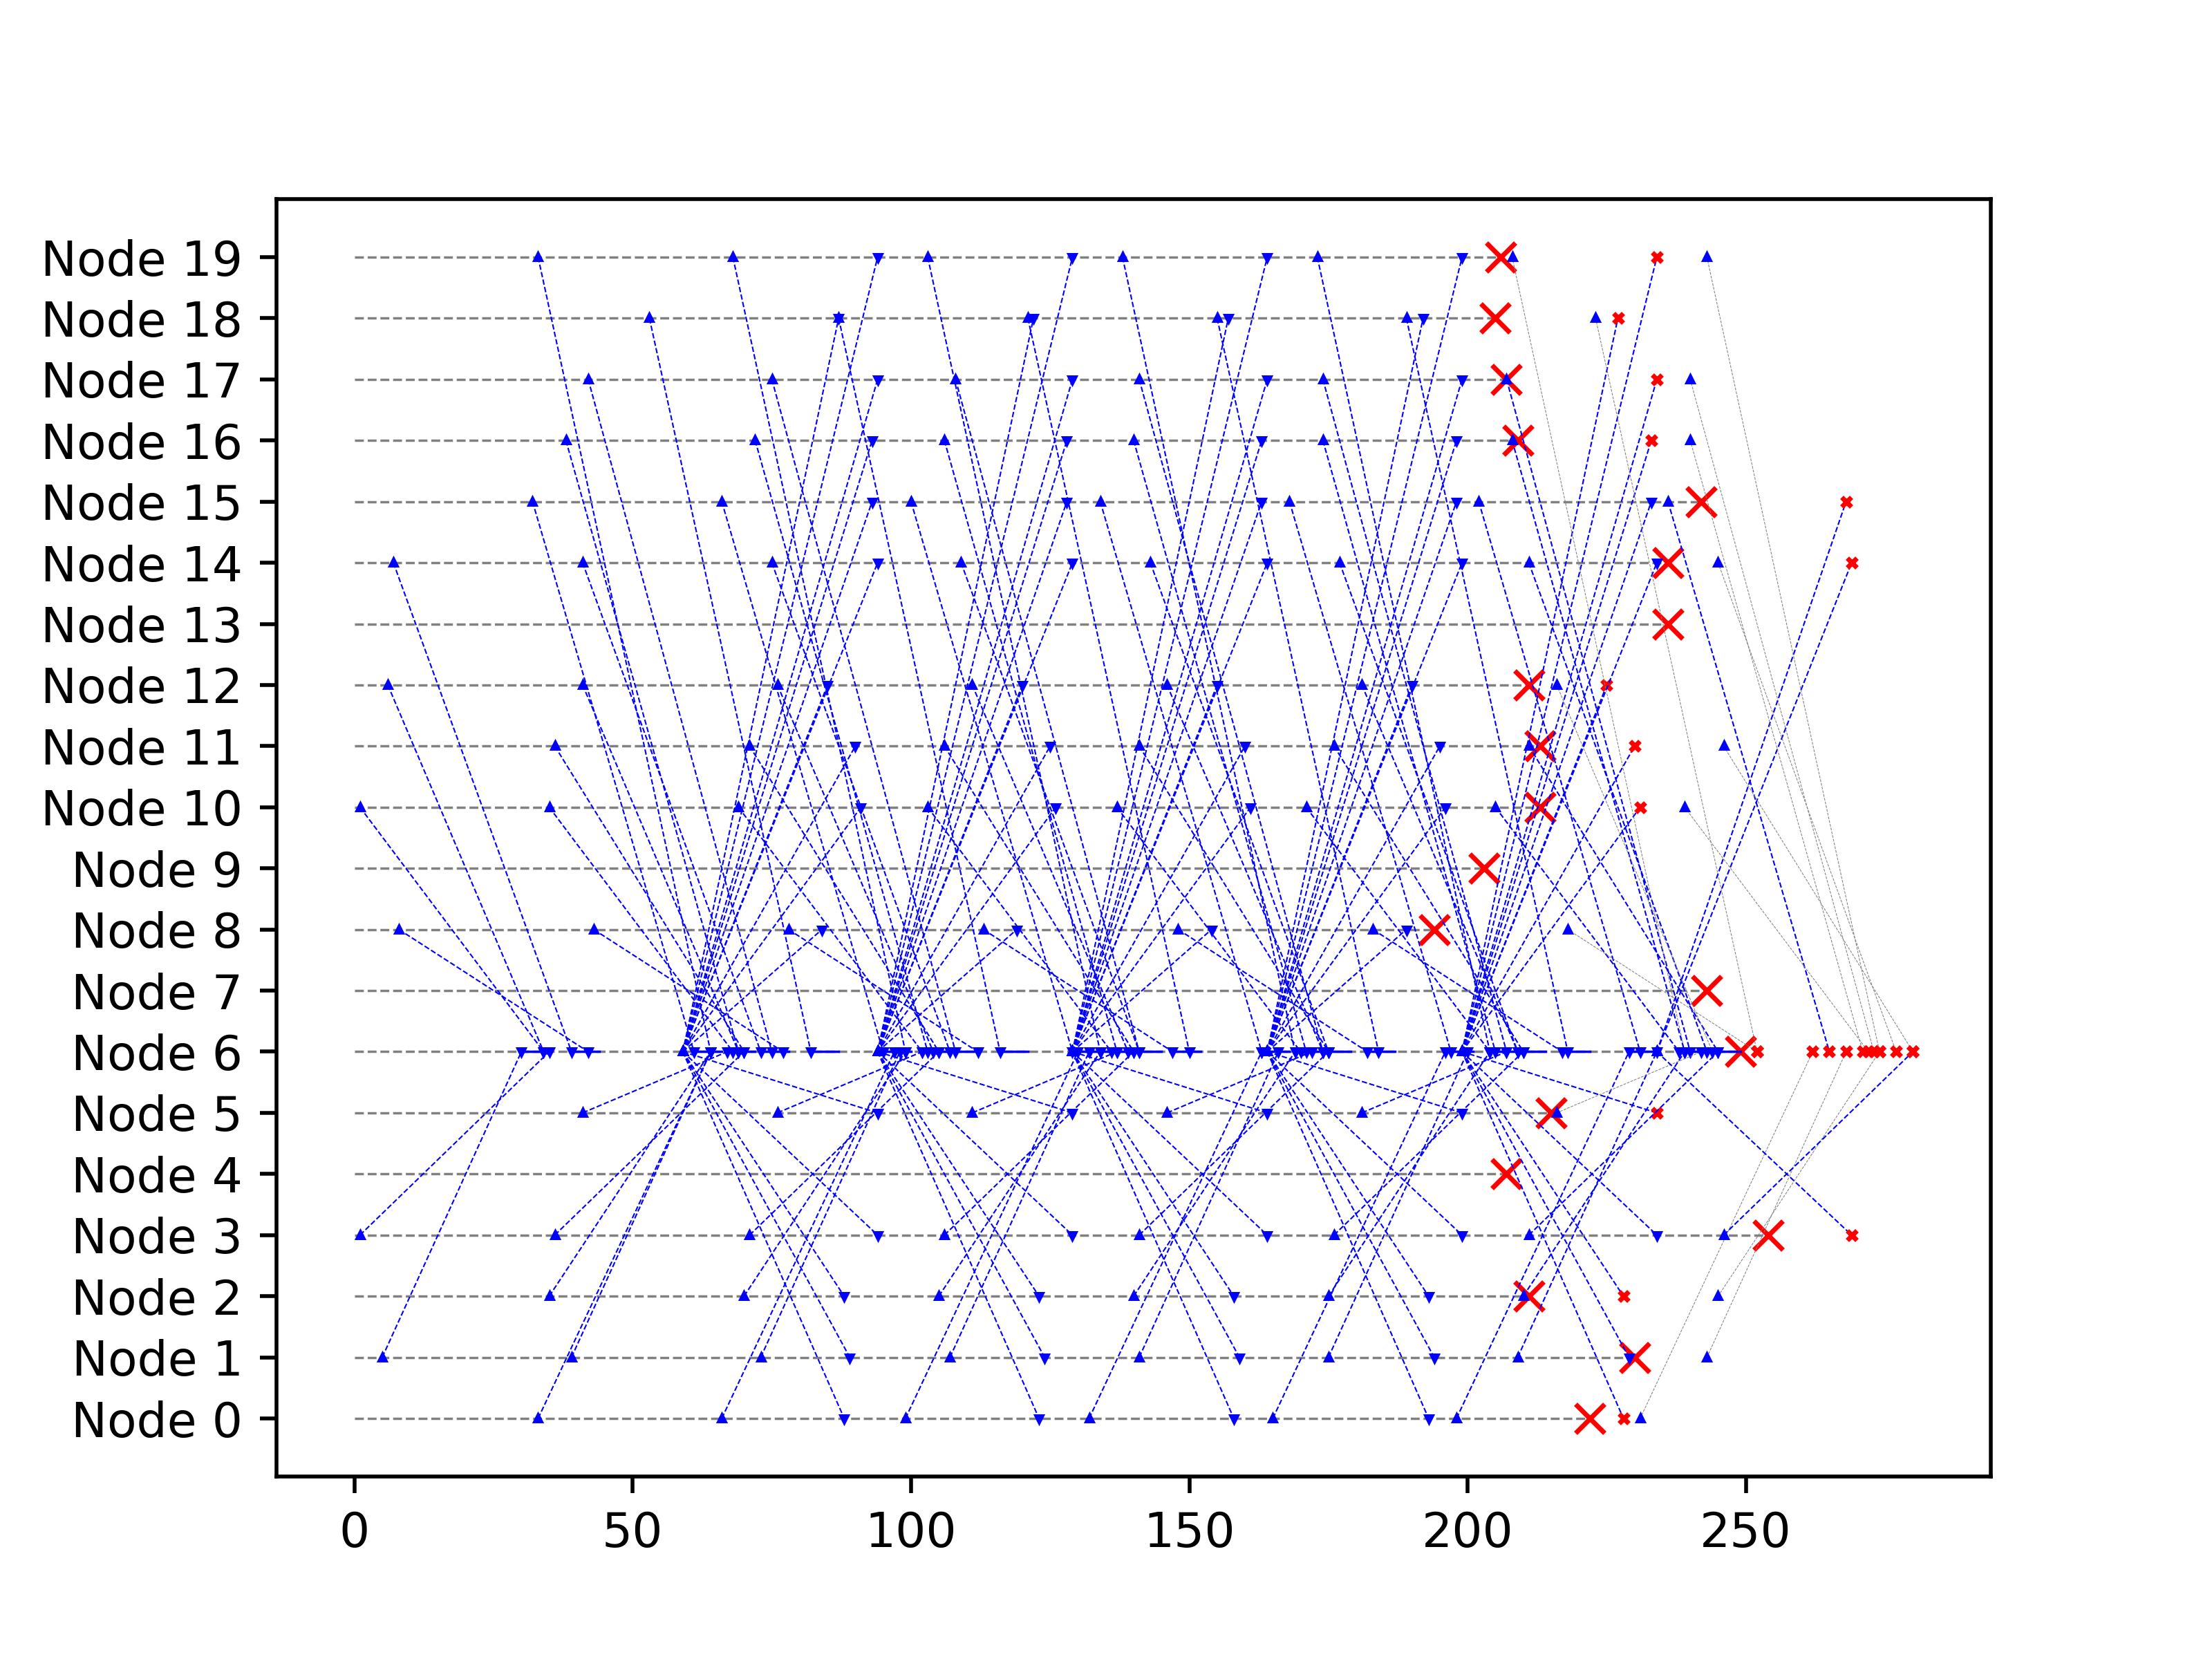 Node 19
Node 18
Node 17
Node 16
Node 15
Node 14
Node 13
Node 12
Node 11
Node 10
Node 9
Node 8
Node 7
Node 6
Node 5
Node 4
Node 3
Node 2
Node 1
Node 0
0 50 100 150 200 250